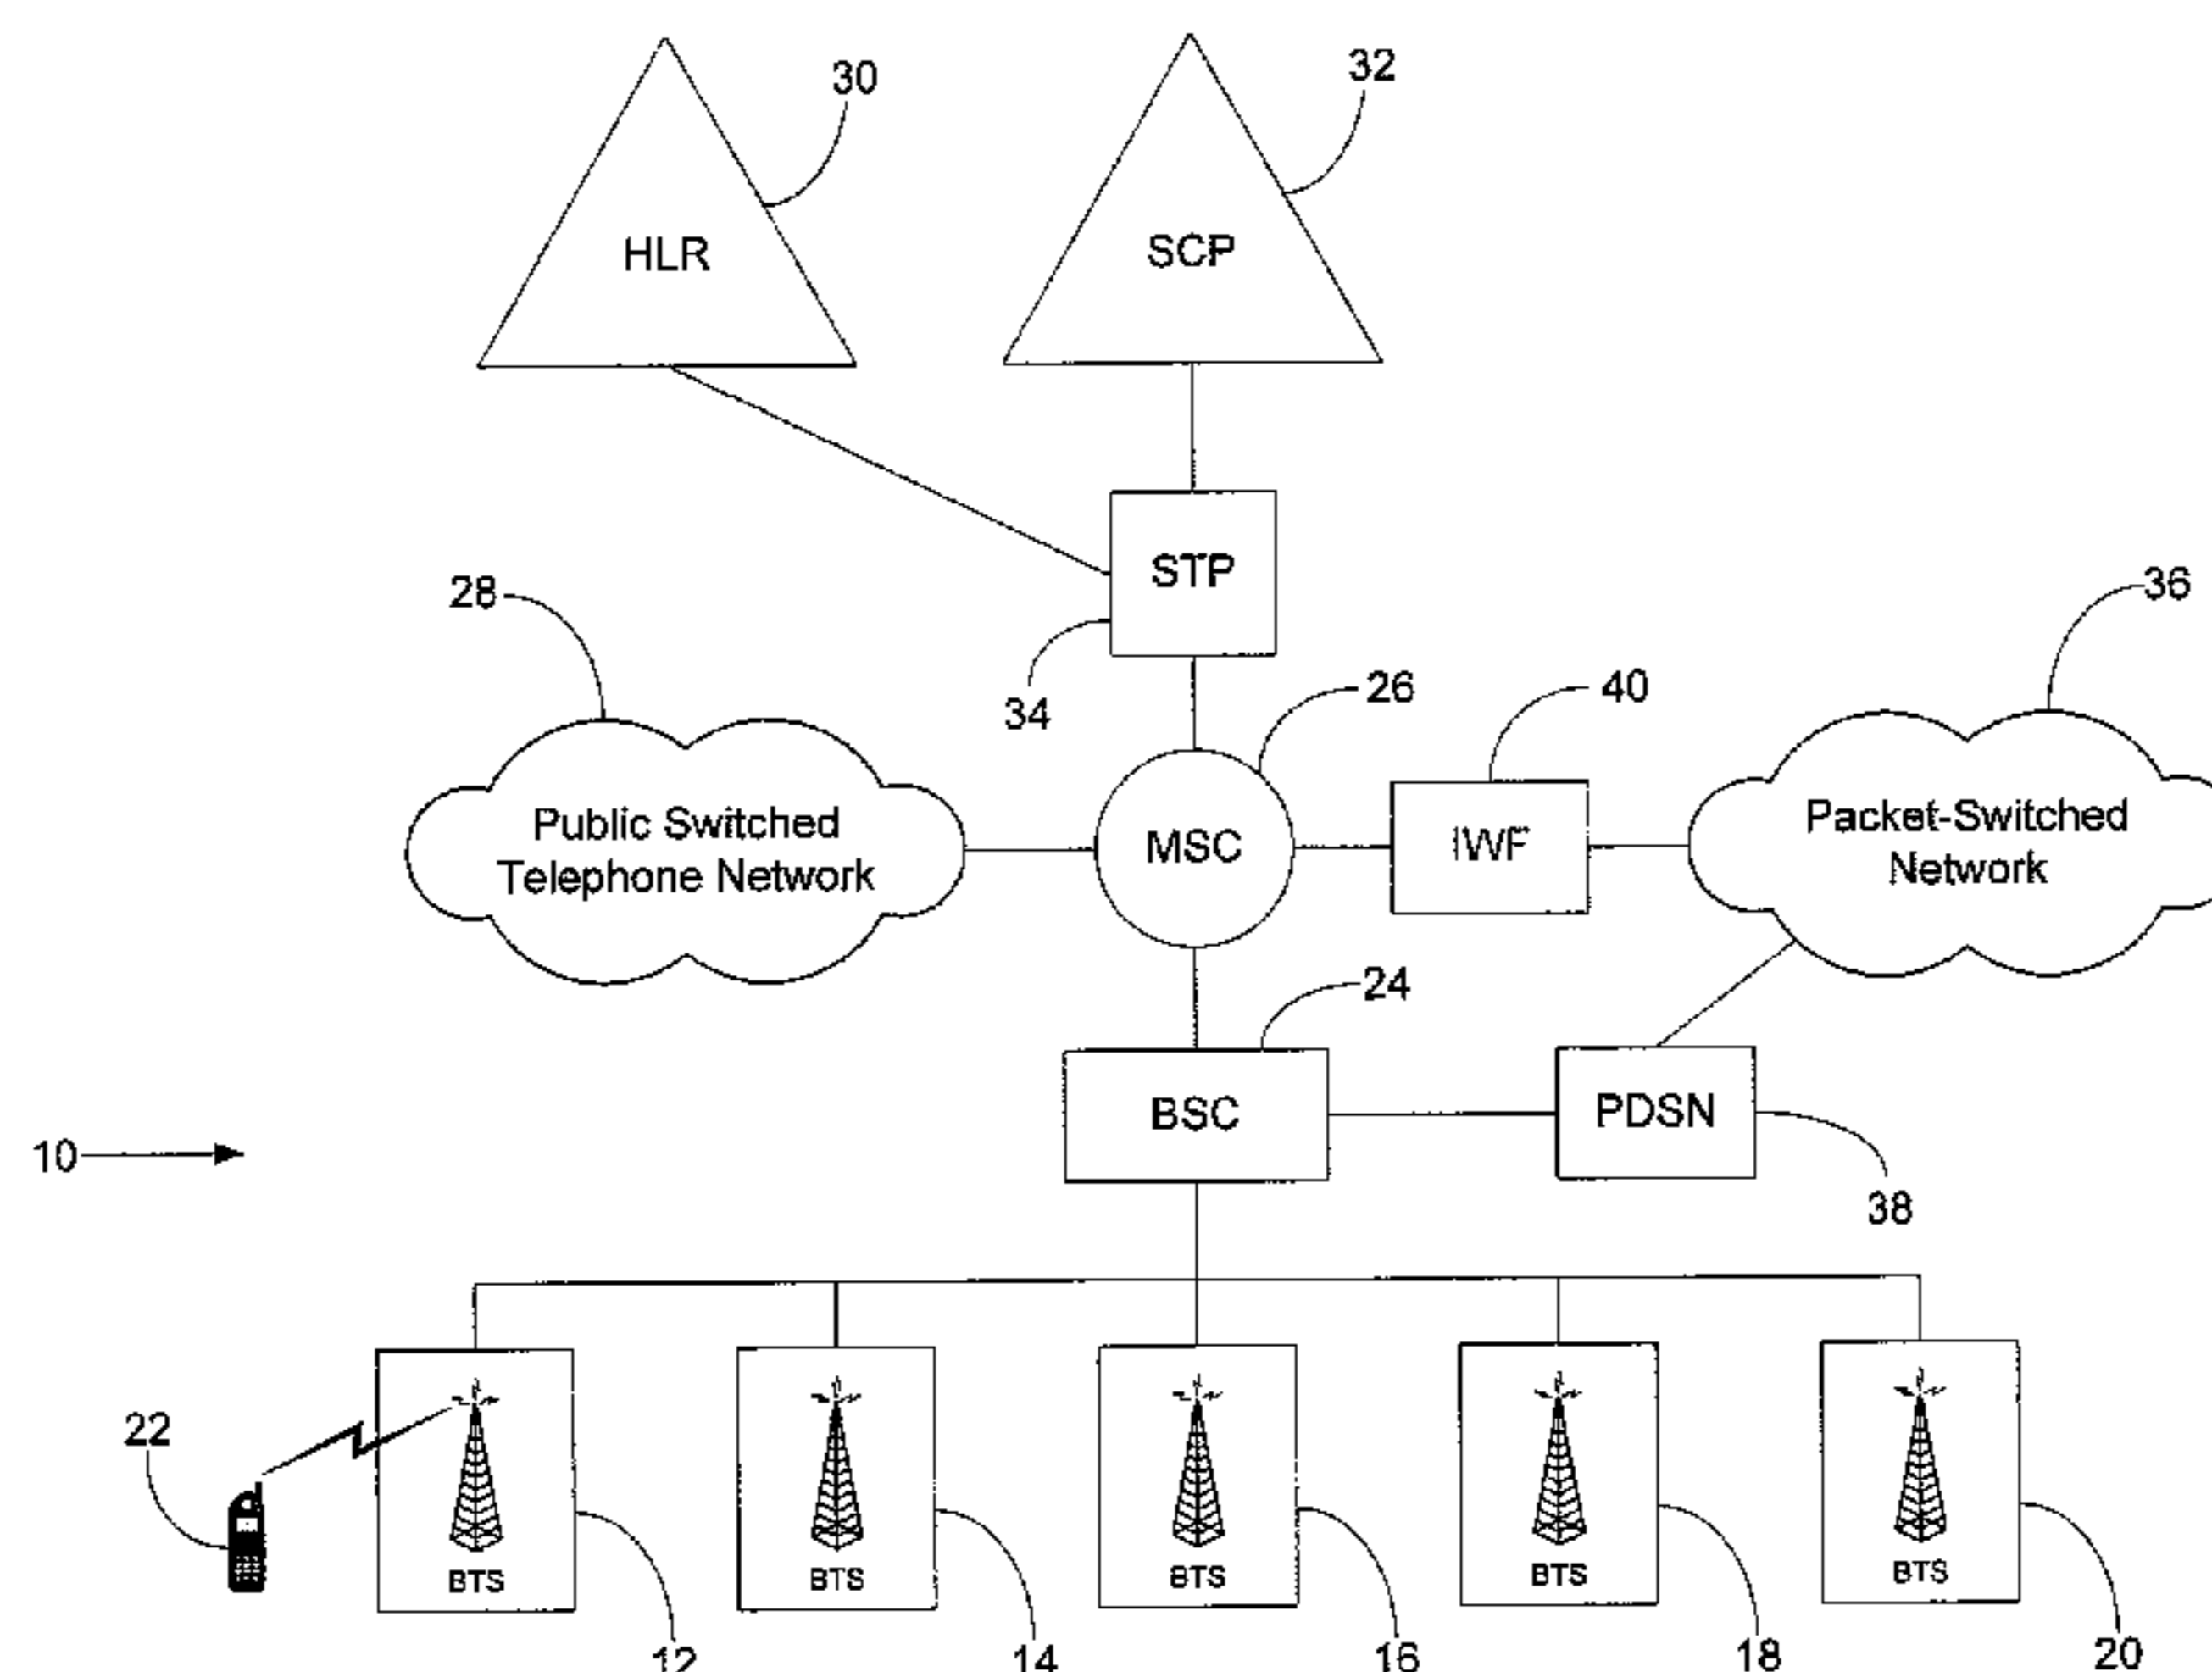 30
32
HLR
SCP
STP
28
36
34
26
40
Public Switched
Telephone Network
MSC
IWF
Packet-Switched
Network
24
BSC
PDSN
10
38
22
BTS
BTS
BTS
BTS
BTS
12
14
16
18
20